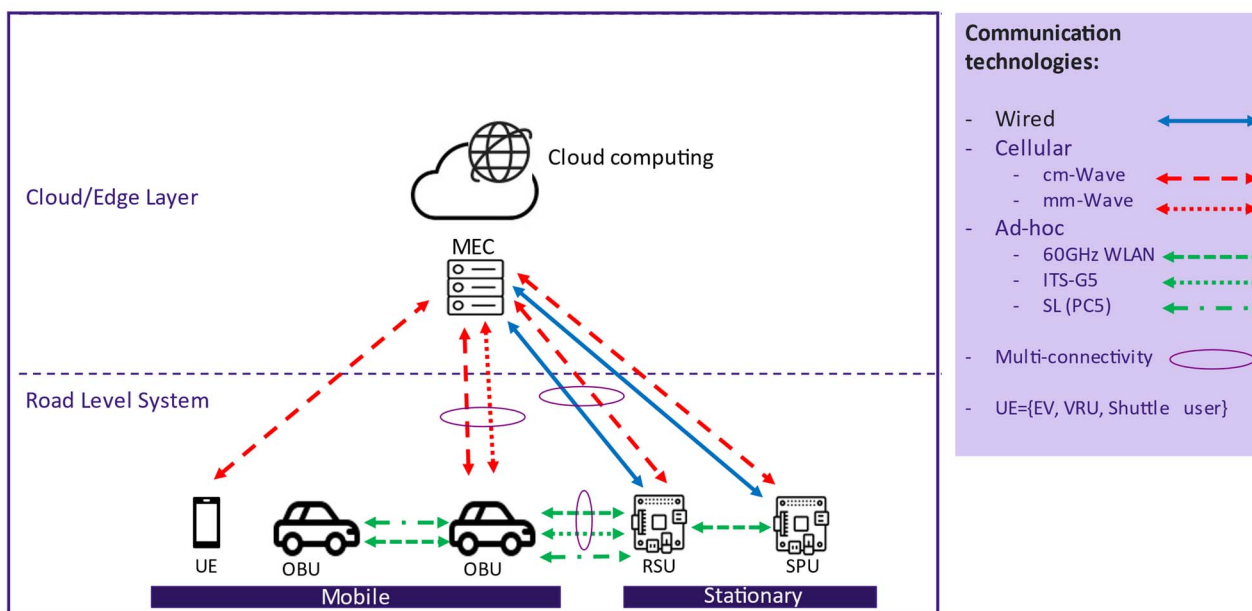 Cloud computing
Cloud/Edge Layer
MEC
Road Level System
UE
OBU
OBU
RSU
SPU
Mobile
Stationary
Communication
technologies:
- Wired
- Cellular
- cm-Wave
- mm-Wave
- Ad-hoc
- 60GHz WLAN
- ITS-G5
- SL (PC5)
- Multi-connectivity
- UE={EV, VRU, Shuttle user}